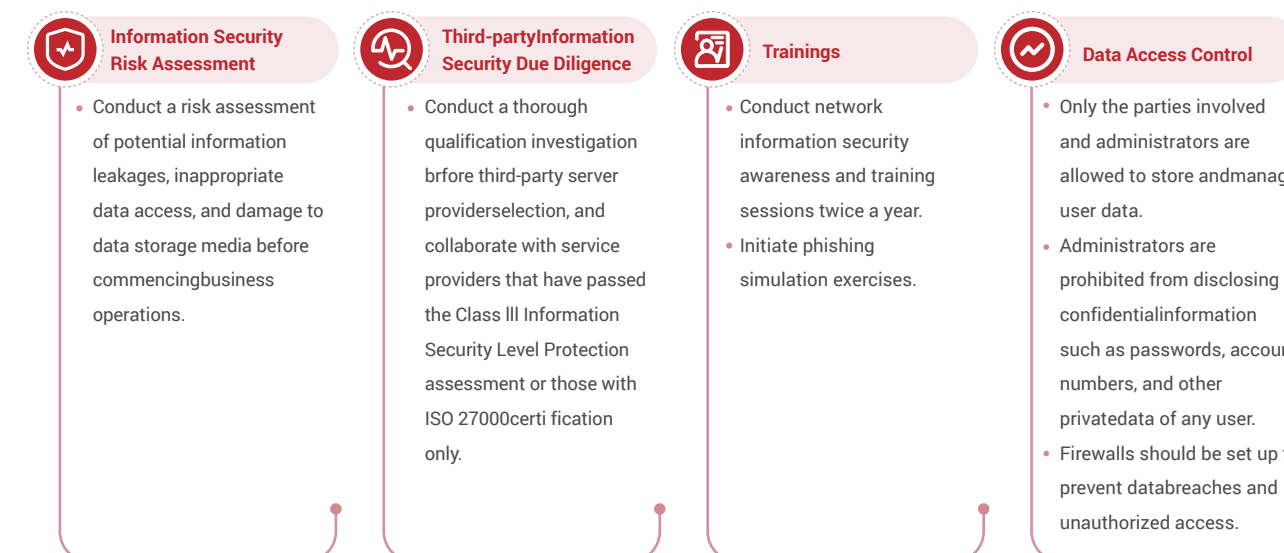 Information Security
Risk Assessment
Conduct a risk assessment
of potential information
leakages, inappropriate
data access, and damage to
data storage media before
commencingbusiness
operations.
Third-partyInformation
Security Due Diligence
Conduct a thorough
qualification investigation
brfore third-party server
providerselection, and
collaborate with service
providers that have passed
the Class lll Information
Security Level Protection
assessment or those with
ISO 27000certi fication
only.
Trainings
Conduct network
information security
awareness and training
sessions twice a year.
Initiate phishing
simulation exercises.
Data Access Control
Only the parties involved
and administrators are
allowed to store
user data.
Administrators are
prohibited from disclosing
confidentialinformation
such as passwords,
numbers, and other
privatedata of any user.
Firewalls should be set up
prevent databreaches and
unauthorized access.